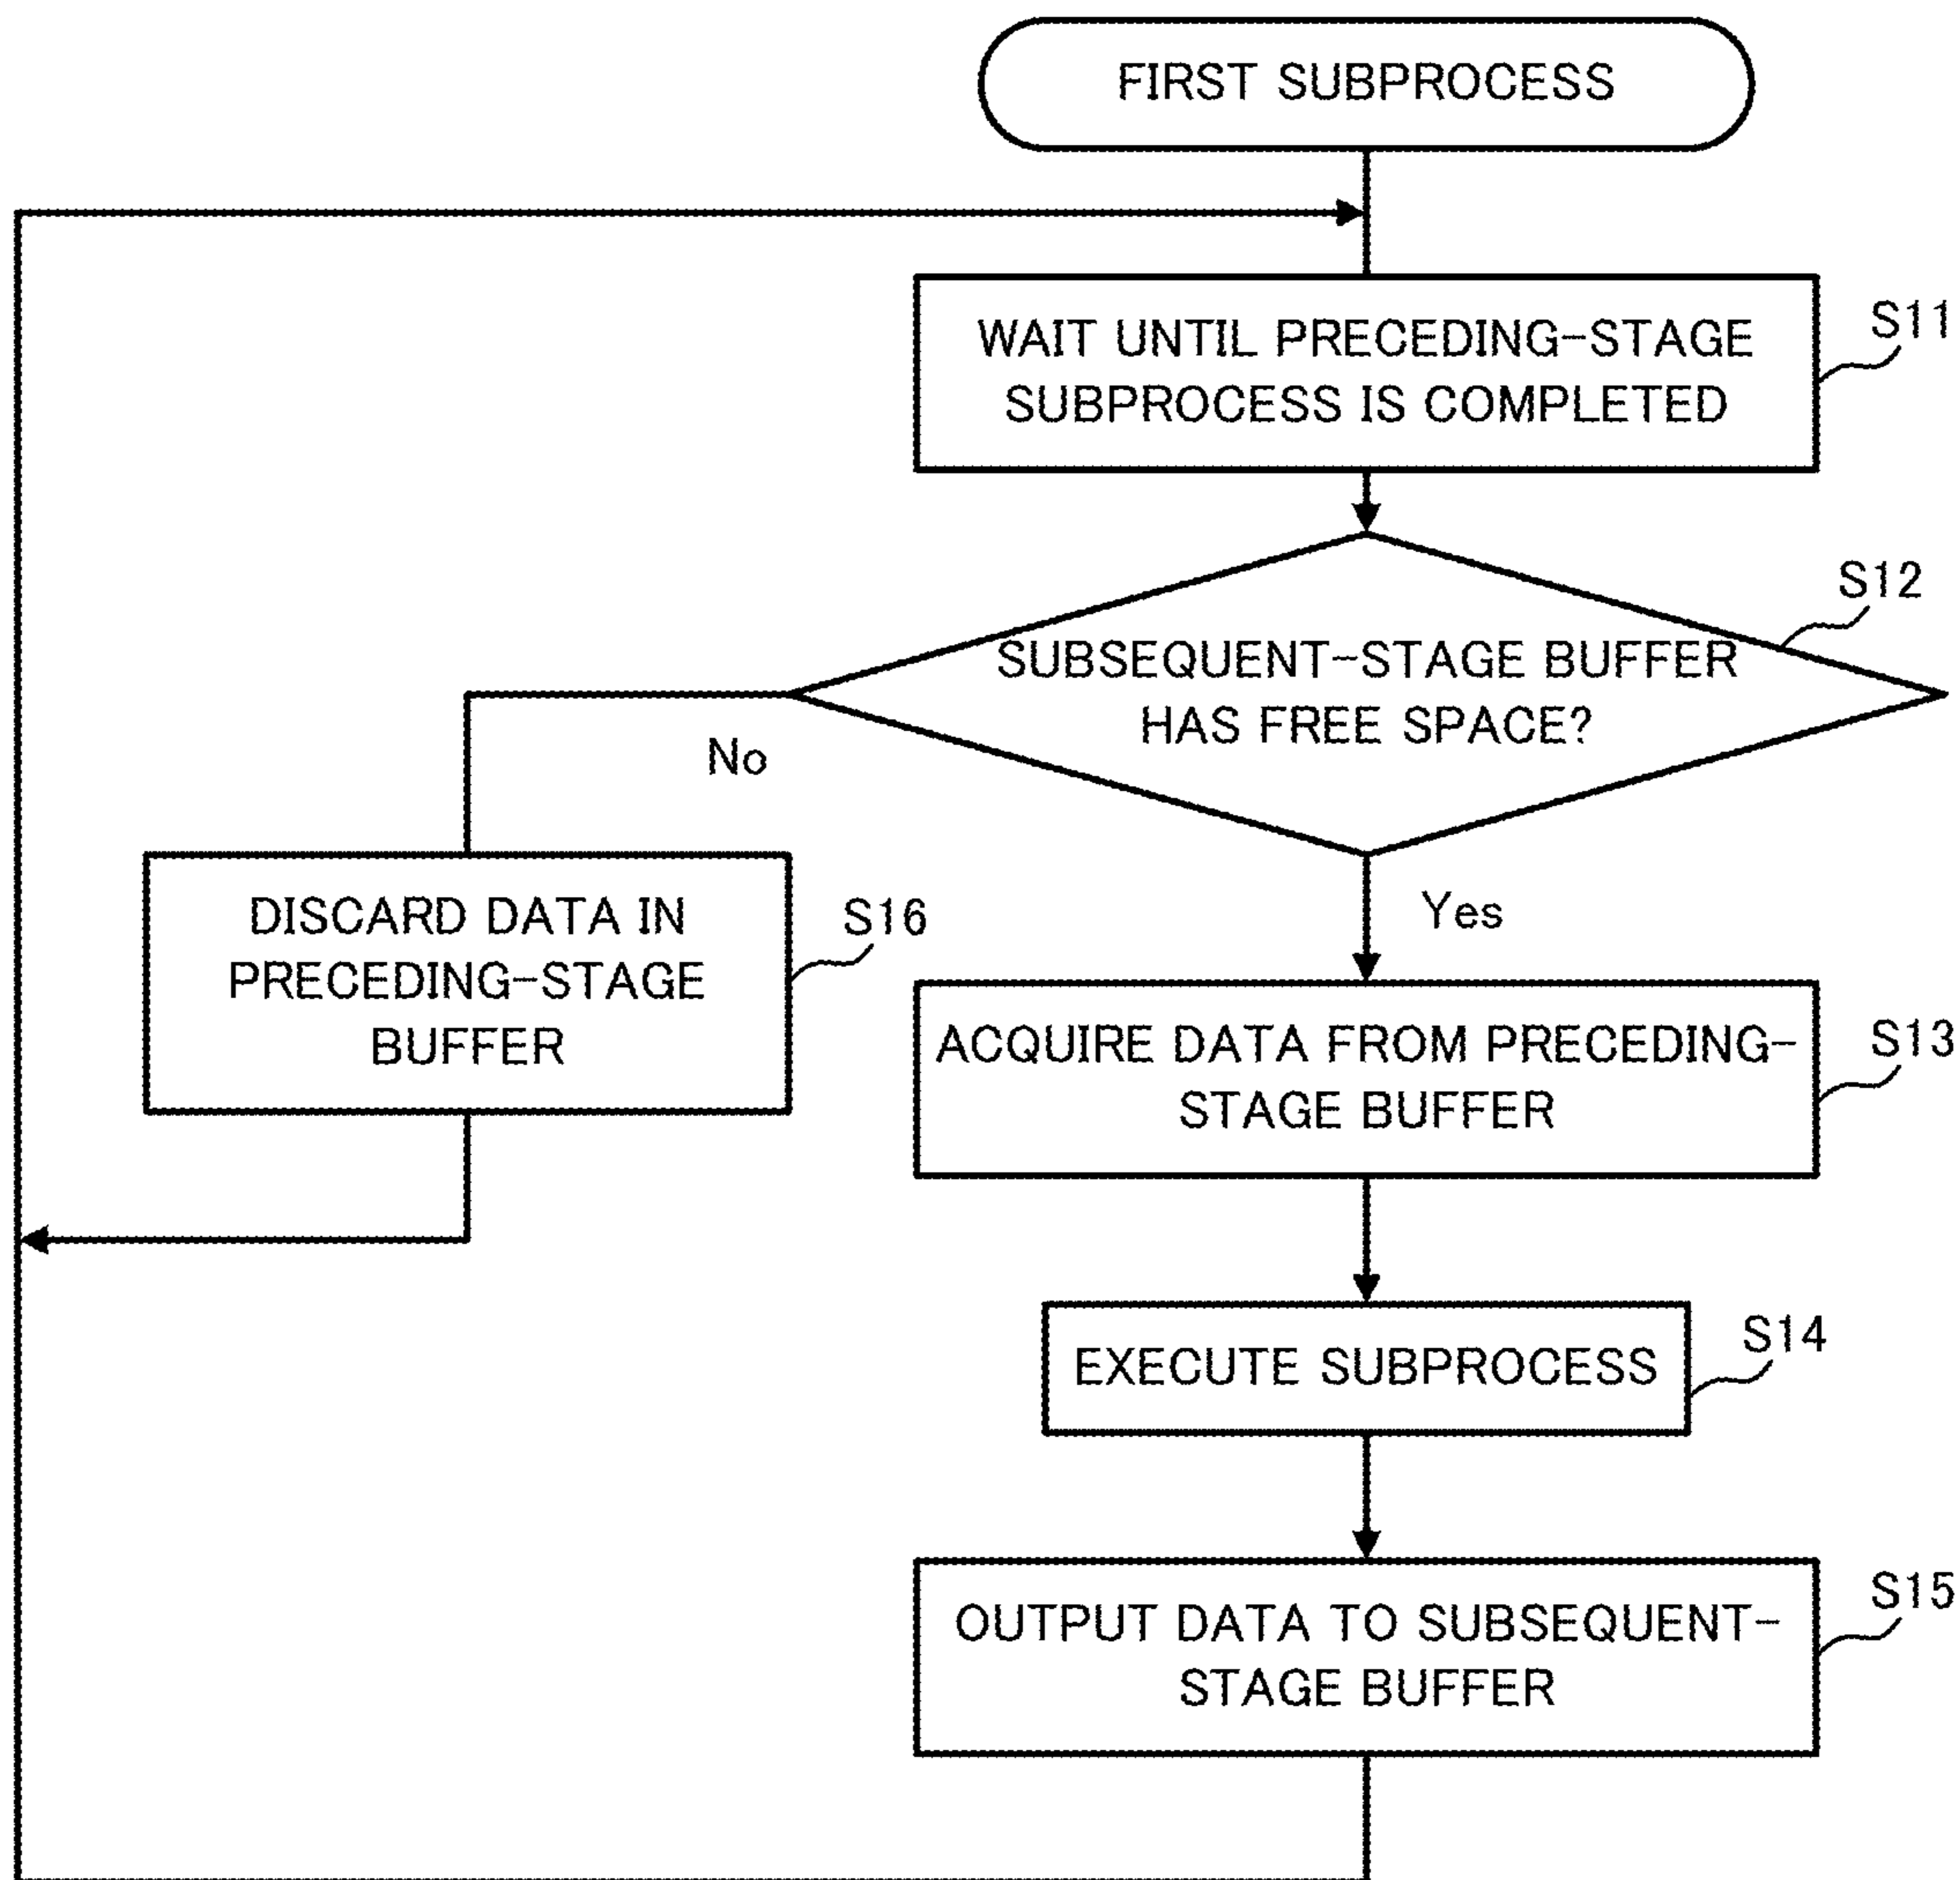 FIRST SUBPROCESS
WAIT UNTIL PRECEDING-STAGE
SUBPROCESS IS COMPLETED
S11
S12
SUBSEQUENT-STAGE BUFFER
HAS FREE SPACE?
No
Yes
DISCARD DATA IN
PRECEDING-STAGE
BUFFER
S16
ACQUIRE DATA FROM PRECEDING-
STAGE BUFFER
S13
EXECUTE SUBPROCESS
S14
OUTPUT DATA TO SUBSEQUENT-
STAGE BUFFER
S15